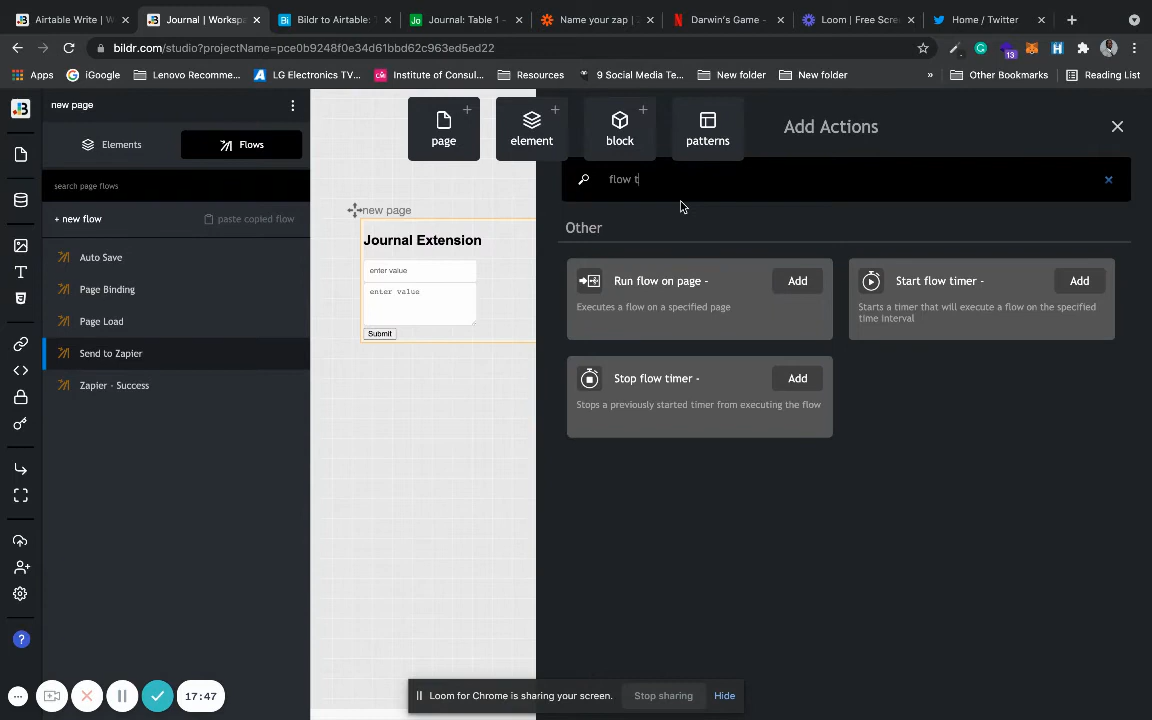 Airtable Write | W
Journal | Worksp
Bildr to Airtable: T
Journal: Table 1 -
Name your zap | Z
Darwin's Game -
Loom | Free Scre
Home / Twitter
bildr.com/studio?projectName=pce0b9248f0e34d61bbd62c963ed5ed22
Apps
iGoogle
Lenovo Recomme...
LG Electronics TV...
Institute of Consul...
Resources
9 Social Media Te...
New folder
New folder
»
Other Bookmarks
Reading List
13
new page
page
element
block
patterns
Add Actions
Elements
Flows
flow t
search page flows
+ new flow
paste copied flow
new page
Other
Auto Save
Page Binding
Page Load
Send to Zapier
Zapier - Success
Journal Extension
enter value
enter value
Submit
Run flow on page -
Add
Executes a flow on a specified page
Start flow timer -
Add
Starts a timer that will execute a flow on the specified
time interval
Stop flow timer -
Add
Stops a previously started timer from executing the flow
17:47
Loom for Chrome is sharing your screen.
Stop sharing
Hide